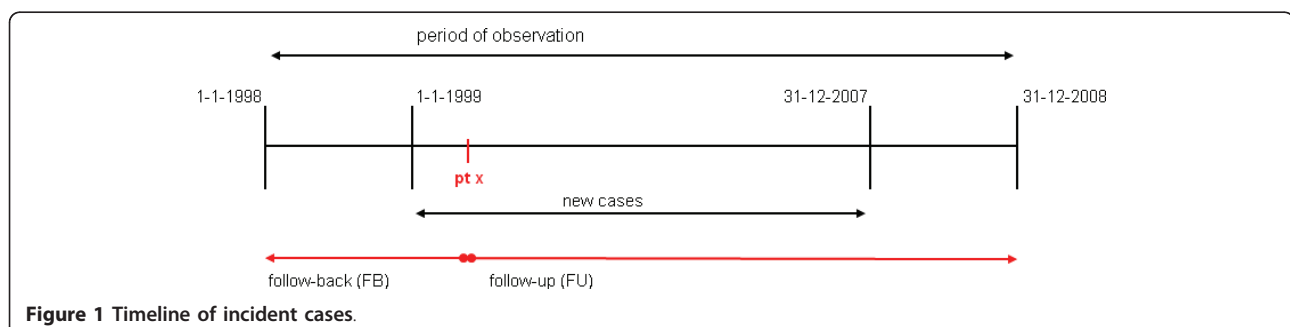 period of observation
1-1-1998 1-1-1999 31-12-2007 31-12-2008
pt x
new cases
follow-back (FB) follow-up (FU)
Figure 1 Timeline of incident cases.